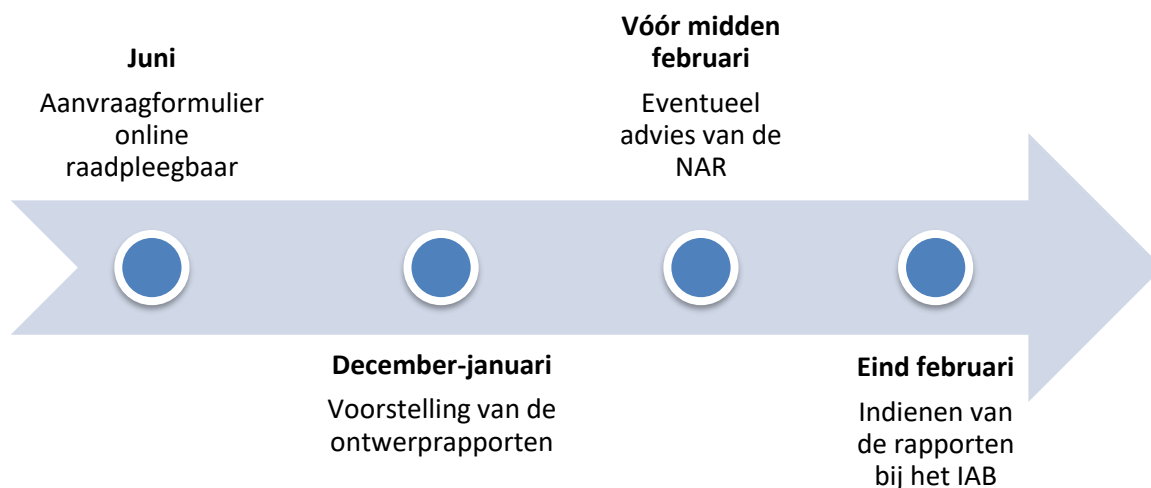 Juni
Aanvraagformulier
online
raadpleegbaar
December-januari
Voorstelling van de
ontwerprapporten
Vóór midden
februari
Eventueel
advies van de
NAR
Eind februari
Indienen van
de rapporten
bij het IAB